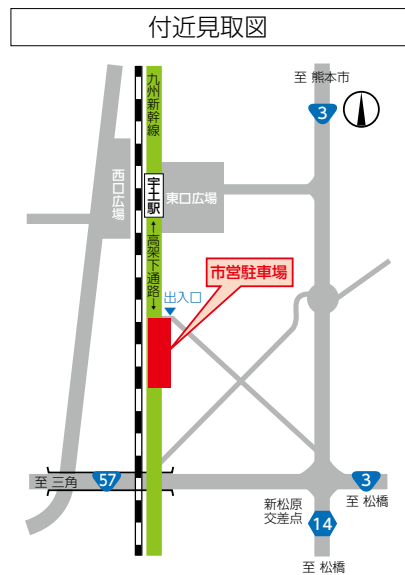 付近見取図
至 熊本市
3
九州新幹線
西口広場
宇土駅
東口広場
←高架下通路→
市営駐車場
出入口
至 三角
57
3
至 松橋
新松原
交差点
14
至 松橋